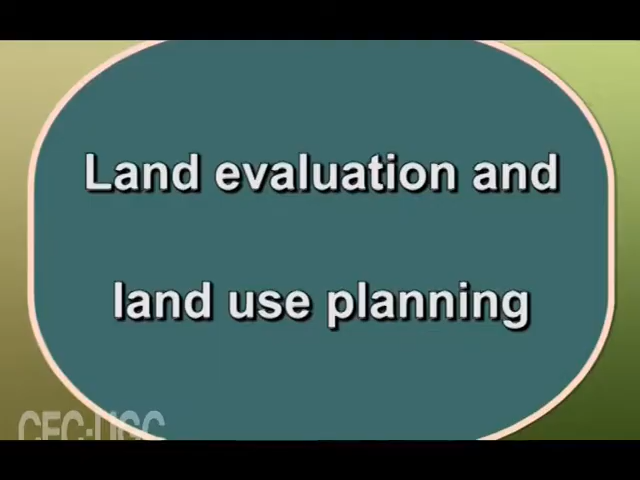 Land evaluation and
land use planning
CEC-UGC